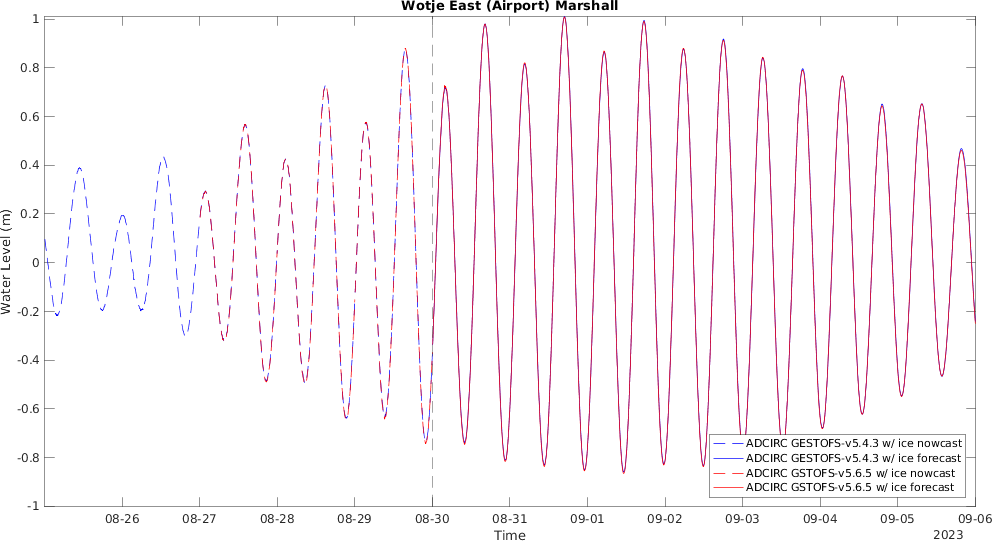 Wotje East (Airport) Marshall
1
0.8
0.6
0.4
0.2
0
-0.2
-0.4
-0.6
-0.8
-1
Water Level (m)
08-26 08-27 08-28 08-29 08-30 08-31 09-01 09-02 09-03 09-04 09-05 09-06
Time
2023
ADCIRC GESTOFS-v5.4.3 w/ ice nowcast
ADCIRC GESTOFS-v5.4.3 w/ ice forecast
ADCIRC GSTOFS-v5.6.5 w/ ice nowcast
ADCIRC GSTOFS-v5.6.5 w/ ice forecast